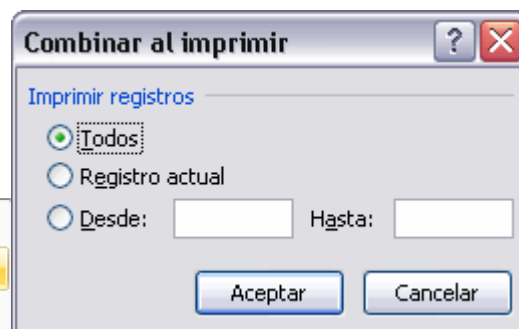 Combinar al imprimir ?
Imprimir registros
Todos
Registro actual
Desde: Hasta:
Aceptar Cancelar